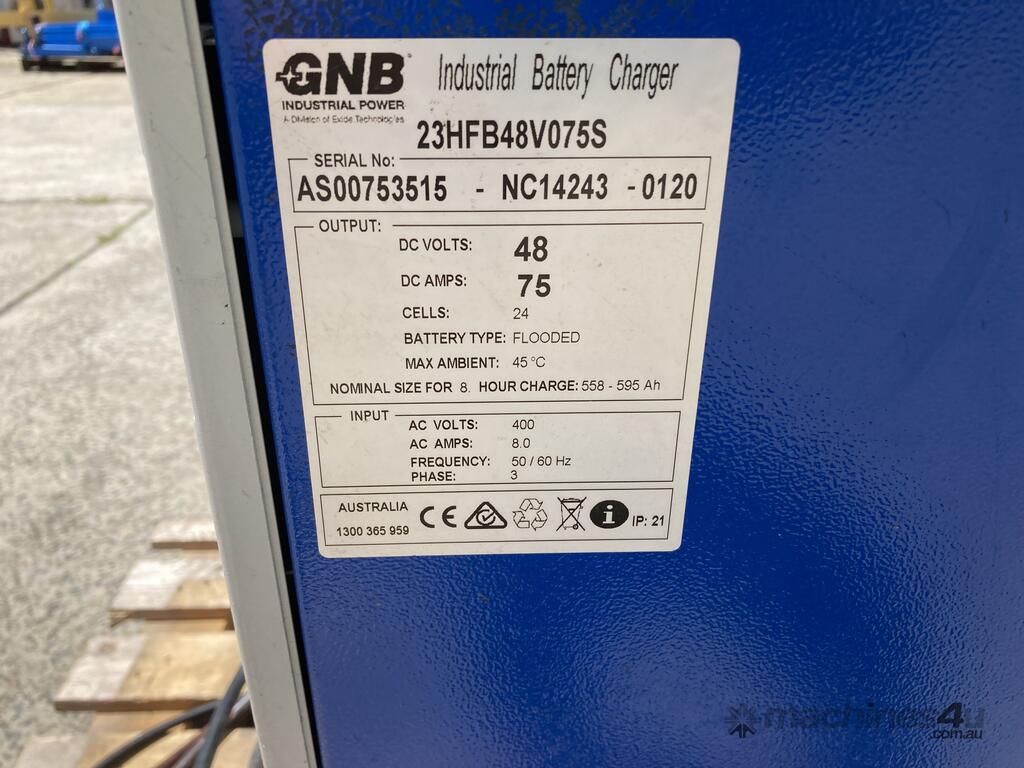 GNB Industrial Battery Charger
INDUSTRIAL POWER
A Division of Exide Technologies
23HFB48V075S
SERIAL No:
AS00753515 - NC14243 - 0120
OUTPUT:
DC VOLTS: 48
DC AMPS: 75
CELLS: 24
BATTERY TYPE: FLOODED
MAX AMBIENT: 45 °C
NOMINAL SIZE FOR 8. HOUR CHARGE: 558 - 595 Ah
INPUT
AC VOLTS: 400
AC AMPS: 8.0
FREQUENCY: 50 / 60 Hz
PHASE: 3
AUSTRALIA
1300 365 959
CE
i
IP: 21
machines4u
.com.au